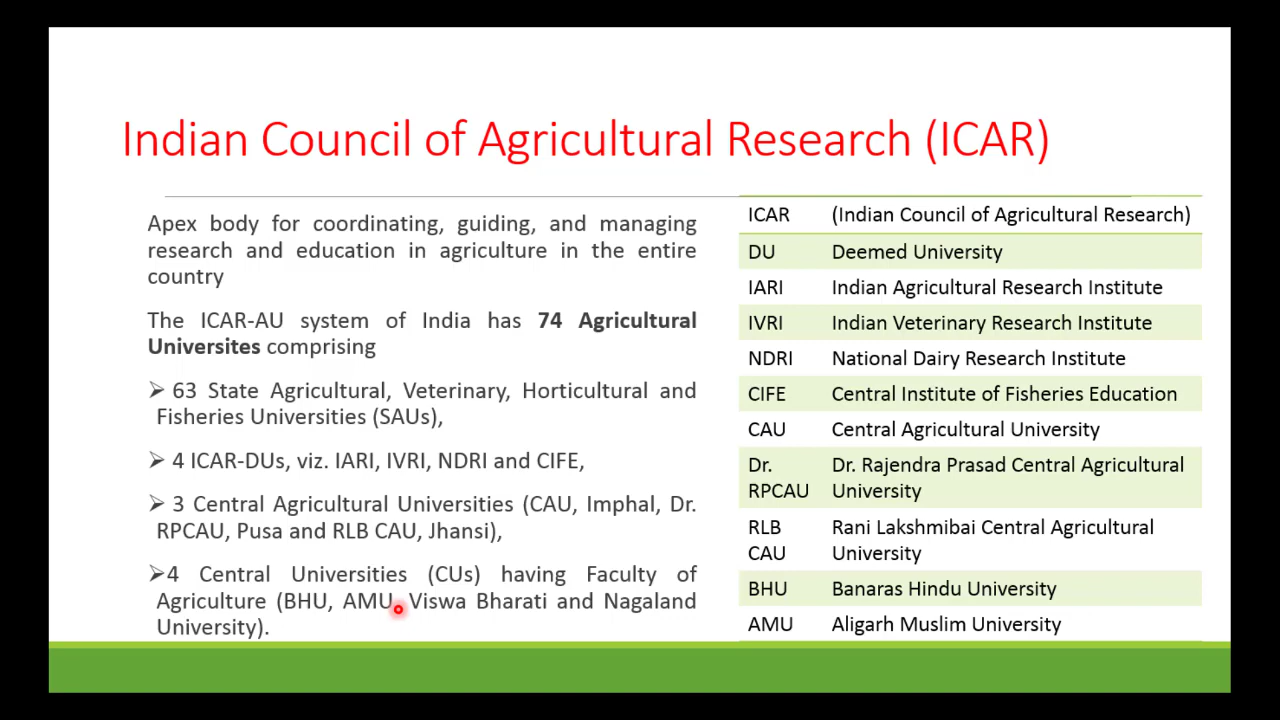 Indian Council of Agricultural Research (ICAR)
Apex body for coordinating, guiding, and managing
research and education in agriculture in the entire
country
The ICAR-AU system of India has 74 Agricultural
Universites comprising
➢ 63 State Agricultural, Veterinary, Horticultural and
Fisheries Universities (SAUs),
➢ 4 ICAR-DUs, viz. IARI, IVRI, NDRI and CIFE,
➢ 3 Central Agricultural Universities (CAU, Imphal, Dr.
RPCAU, Pusa and RLB CAU, Jhansi),
➢4 Central Universities (CUs) having Faculty of
Agriculture (BHU, AMU, Viswa Bharati and Nagaland
University).
ICAR (Indian Council of Agricultural Research)
DU Deemed University
IARI Indian Agricultural Research Institute
IVRI Indian Veterinary Research Institute
NDRI National Dairy Research Institute
CIFE Central Institute of Fisheries Education
CAU Central Agricultural University
Dr. Dr. Rajendra Prasad Central Agricultural
RPCAU University
RLB Rani Lakshmibai Central Agricultural
CAU University
BHU Banaras Hindu University
AMU Aligarh Muslim University